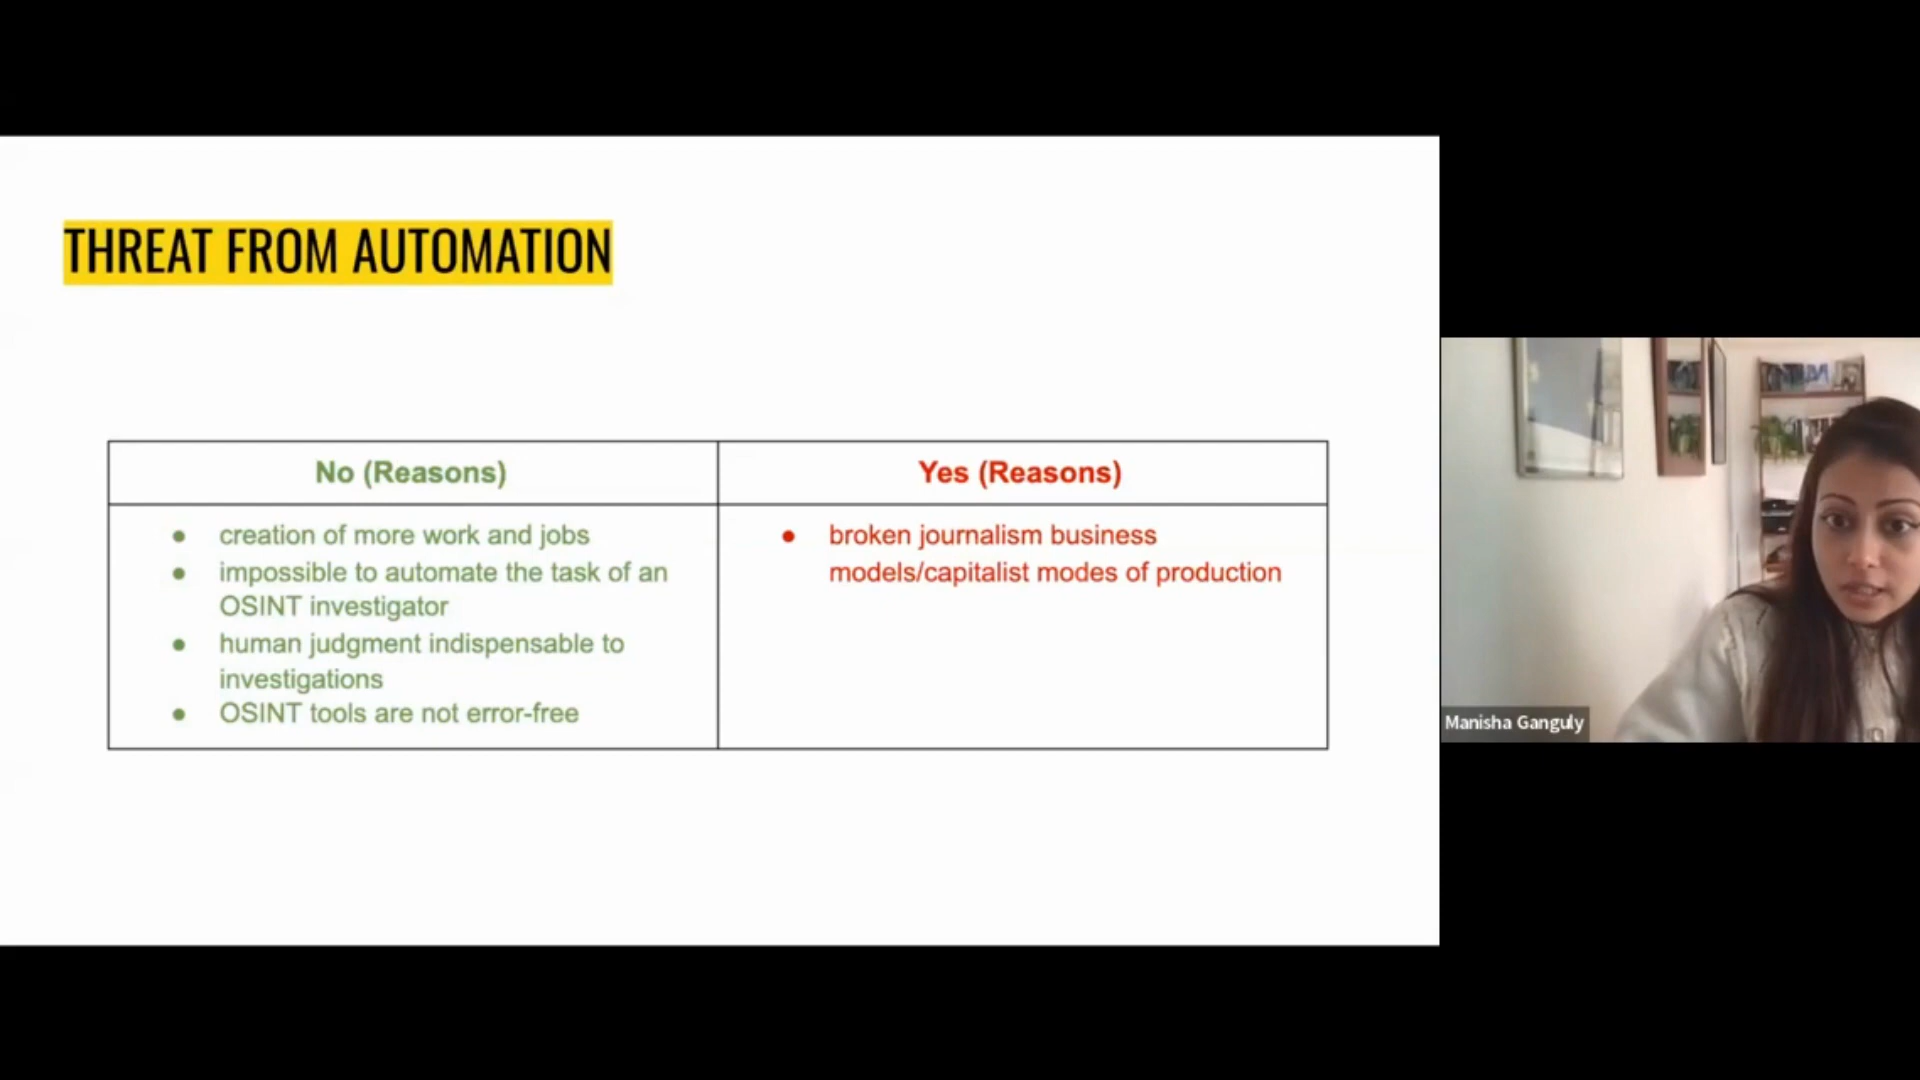 THREAT FROM AUTOMATION
No (Reasons)
Yes (Reasons)
creation of more work and jobs
impossible to automate the task of an
OSINT investigator
human judgment indispensable to
investigations
OSINT tools are not error-free
broken journalism business
models/capitalist modes of production
Manisha Ganguly